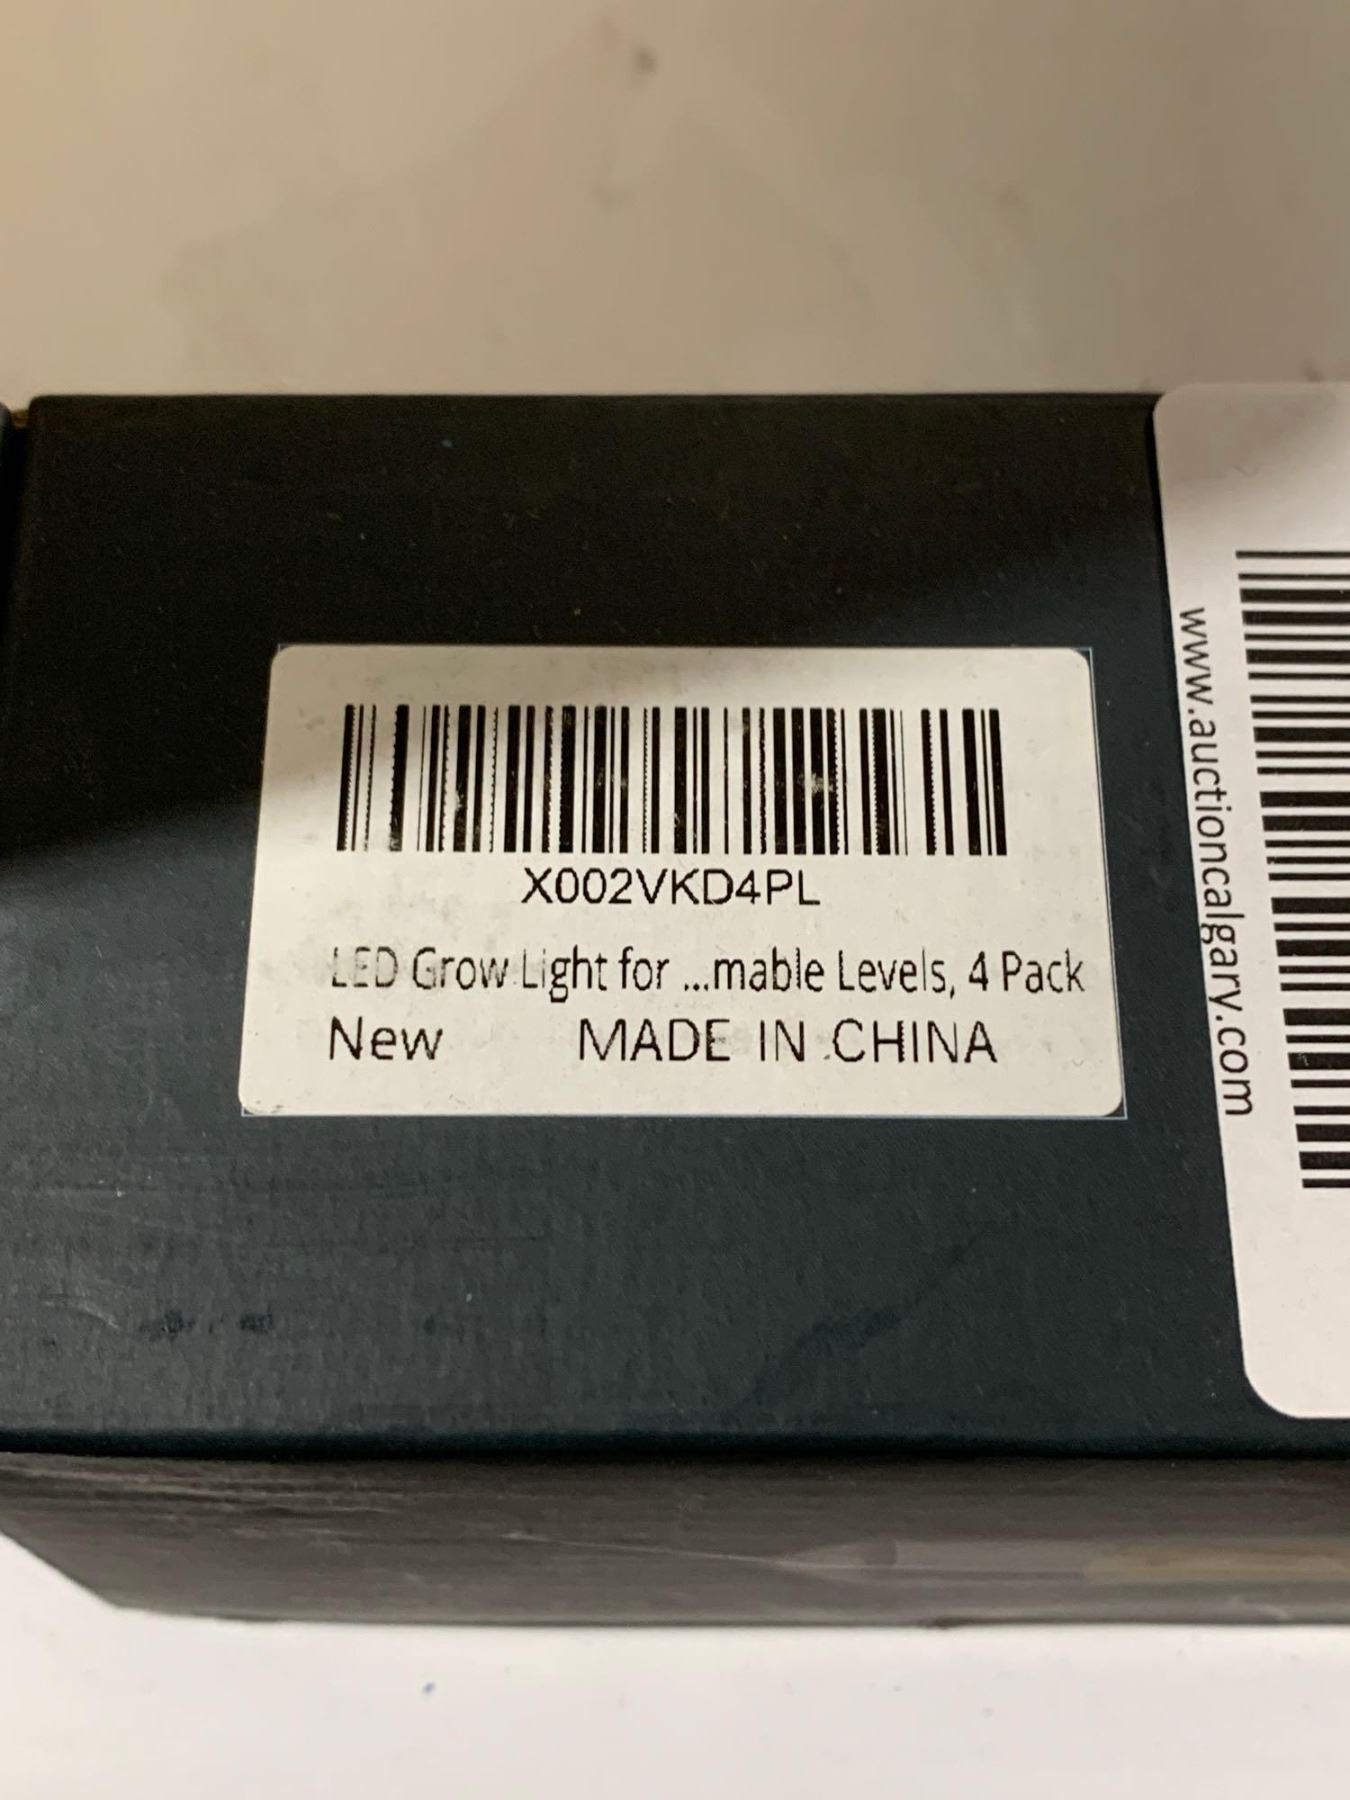 X002VKD4PL
LED Grow Light for ...mable Levels, 4 Pack
New MADE IN CHINA
www.auctioncalgary.com